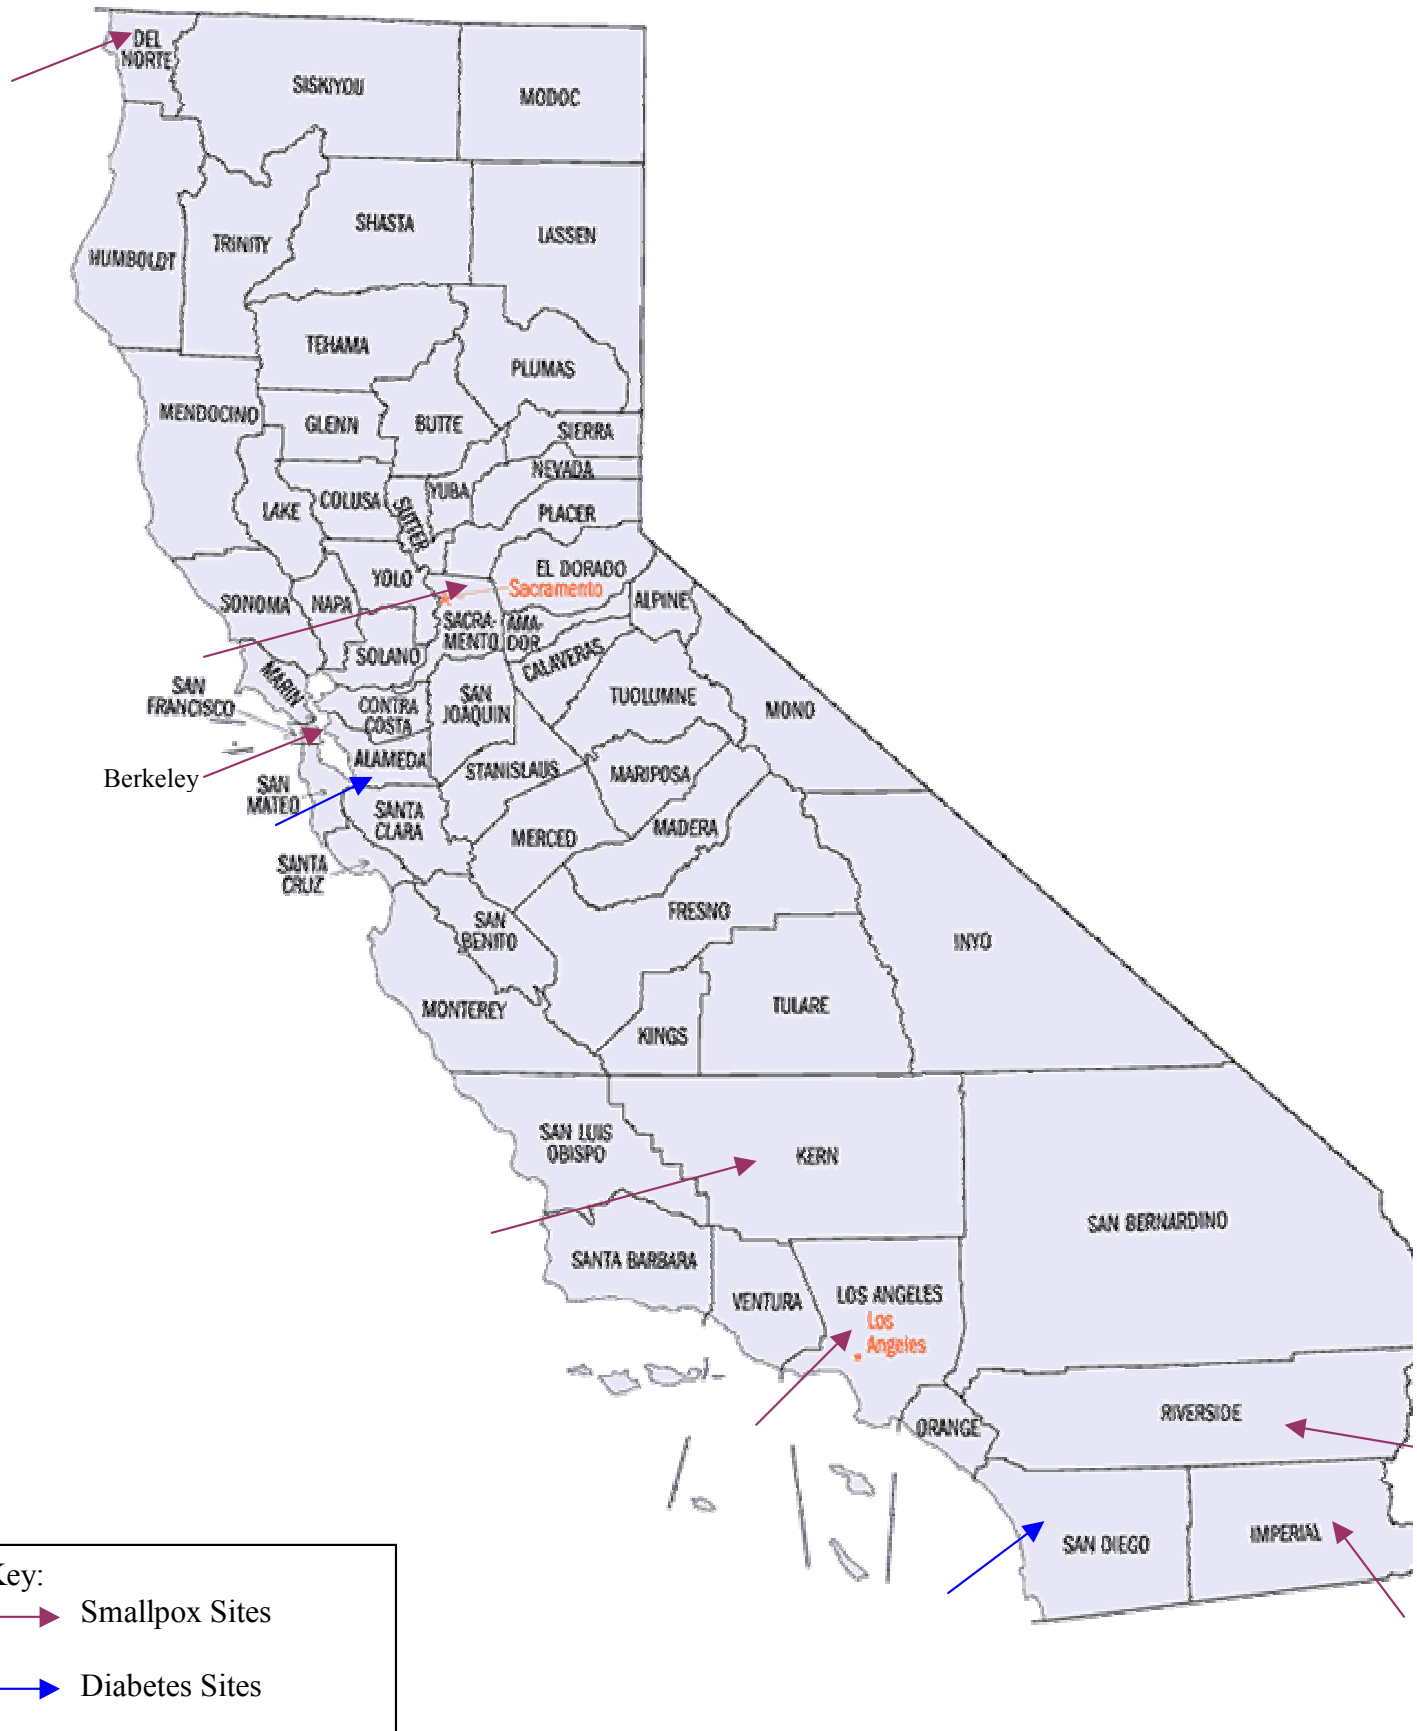 DEL
NORTE
SISKIYOU
MODOC
HUMBOLDT
TRINITY
SHASTA
LASSEN
TEHAMA
PLUMAS
MENDOCINO
GLENN
BUTTE
SIERRA
NEVADA
YUBA
COLUSA
SUTTER
LAKE
PLACER
EL DORADO
Sacramento
YOLO
ALPINE
SONOMA
NAPA
SACRA-
MENTO
AMA-
DOR
SOLANO
CALAVERAS
MARIN
SAN
FRANCISCO
CONTRA
COSTA
SAN
JOAQUIN
TUOLUMNE
MONO
ALAMEDA
Berkeley
STANISLAUS
MARIPOSA
SAN
MATEO
SANTA
CLARA
MERCED
MADERA
SANTA
CRUZ
FRESNO
SAN
BENITO
INYO
MONTEREY
KINGS
TULARE
SAN LUIS
OBISPO
KERN
SAN BERNARDINO
SANTA BARBARA
VENTURA
LOS ANGELES
Los
Angeles
ORANGE
RIVERSIDE
SAN DIEGO
IMPERIAL
Key:
Smallpox Sites
Diabetes Sites